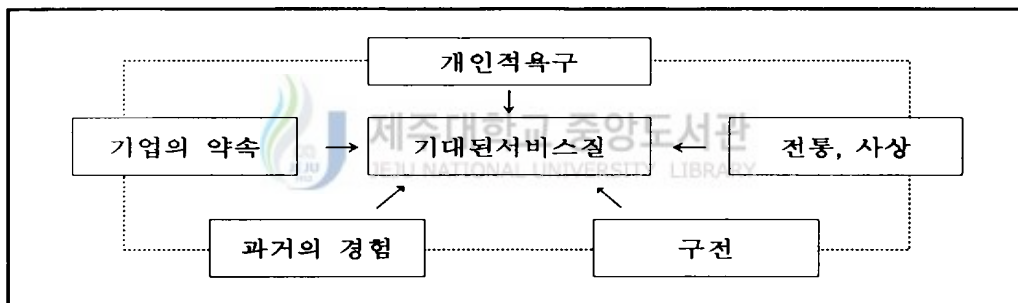 개인적욕구
기업의 약속
기대된서비스질
전통, 사상
제주대학교 중앙도서관
JEJU NATIONAL UNIVERSITY LIBRARY
과거의 경험
구전